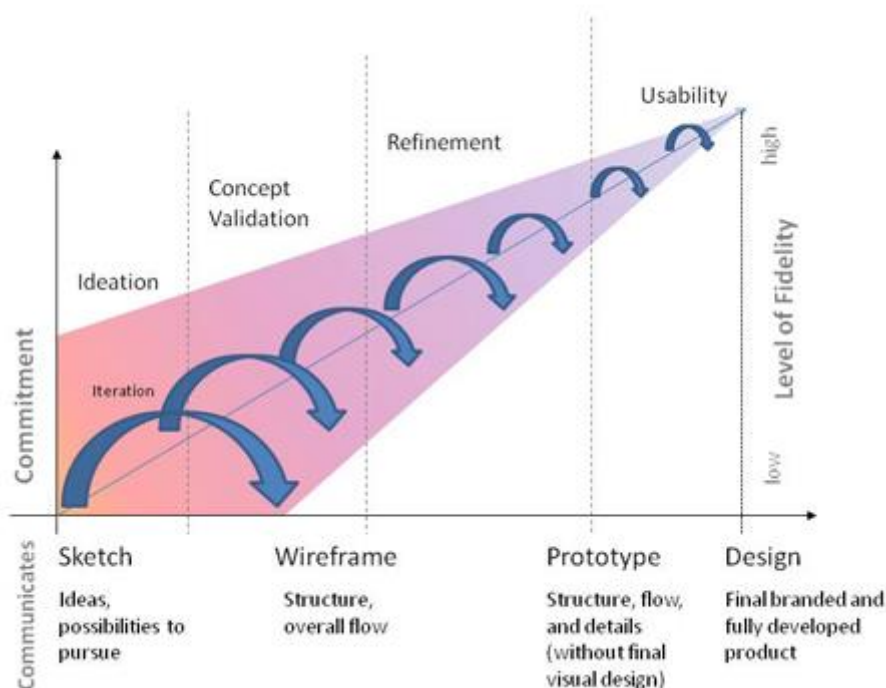 Usability
Refinement
Concept
Validation
Ideation
Iteration
Commitment
high
Level of Fidelity
low
Communicates
Sketch
Ideas,
possibilities to
pursue
Wireframe
Structure,
overall flow
Prototype
Structure, flow,
and details
(without final
visual design)
Design
Final branded and
fully developed
product